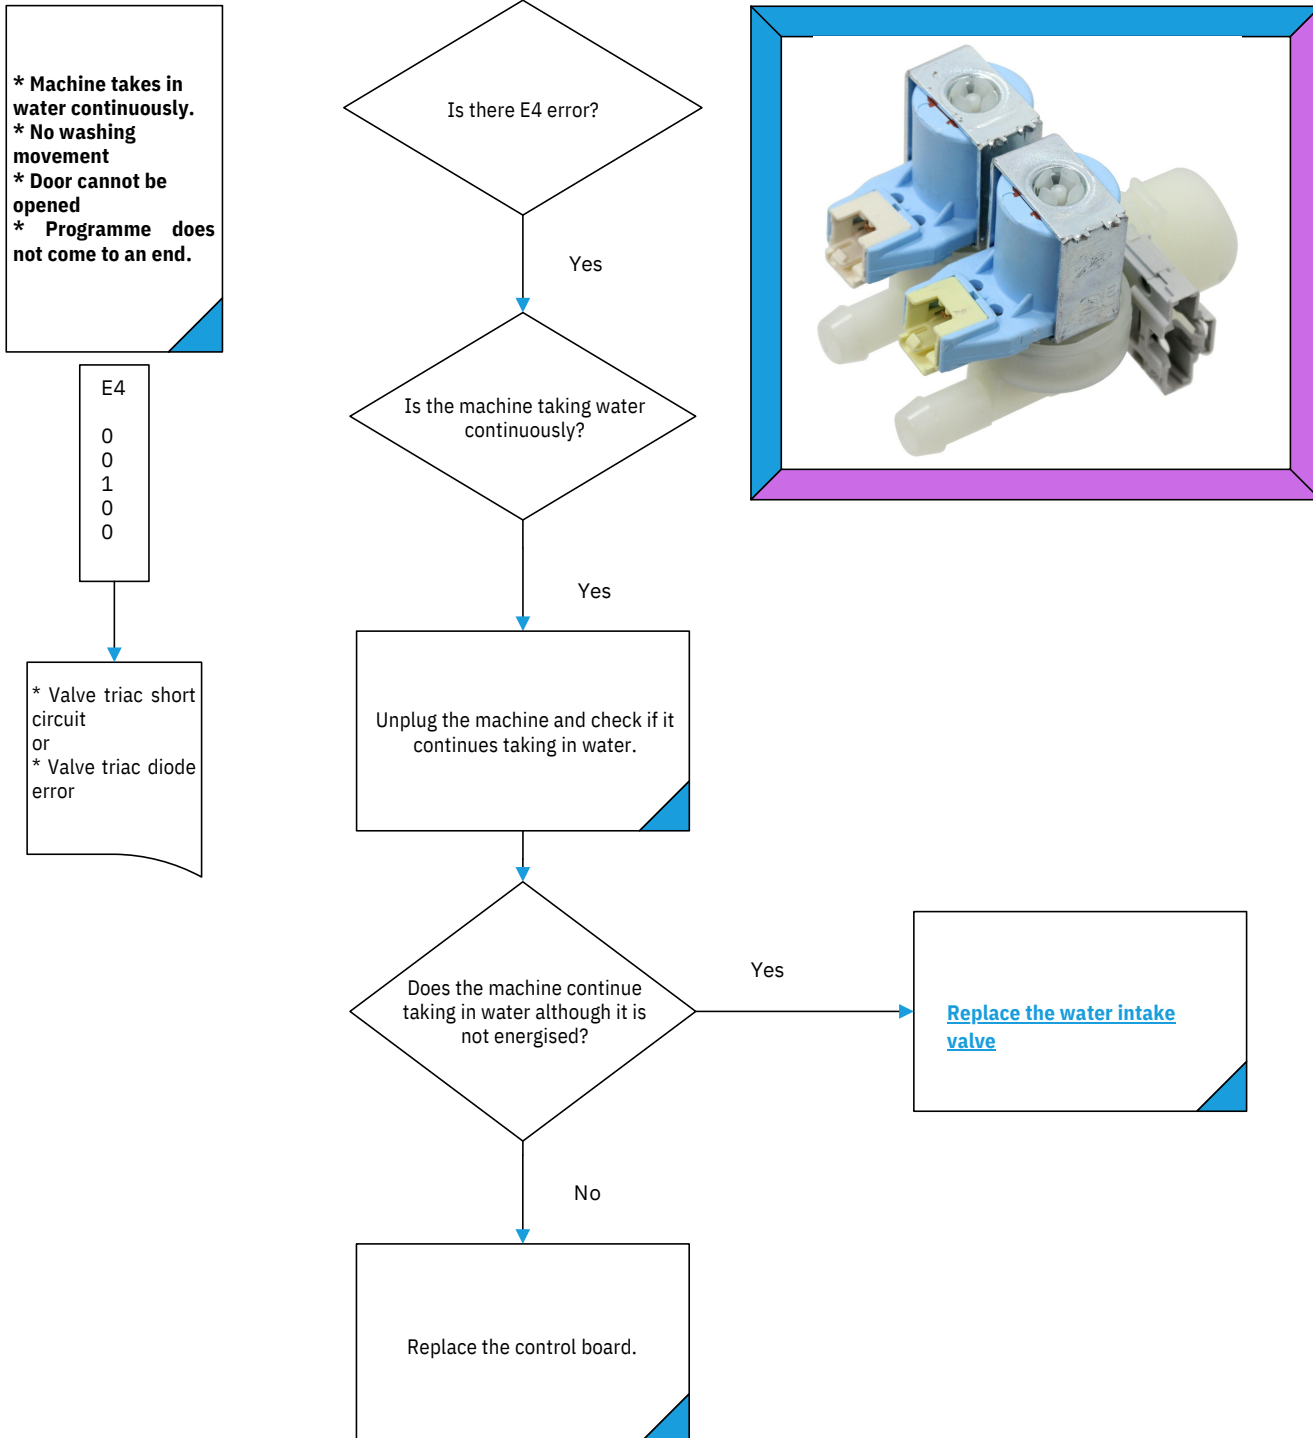 * Machine takes in
water continuously.
* No washing
movement
* Door cannot be
opened
* Programme does
not come to an end.
E4
0
0
1
0
0
* Valve triac short
circuit
or
* Valve triac diode
error
Is there E4 error?
Yes
Is the machine taking water
continuously?
Yes
Unplug the machine and check if it
continues taking in water.
Does the machine continue
taking in water although it is
not energised?
Yes
Replace the water intake
valve
No
Replace the control board.